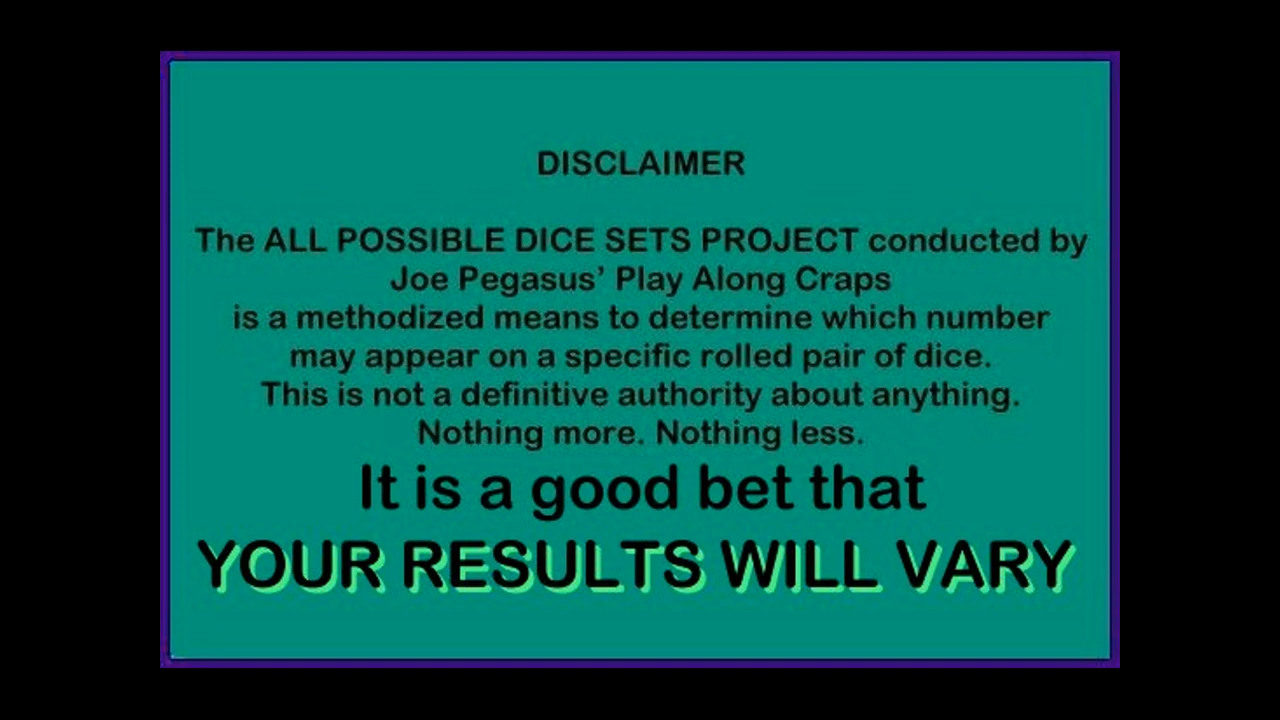 DISCLAIMER
The ALL POSSIBLE DICE SETS PROJECT conducted by
Joe Pegasus’ Play Along Craps
is a methodized means to determine which number
may appear on a specific rolled pair of dice.
This is not a definitive authority about anything.
Nothing more. Nothing less.
It is a good bet that
YOUR RESULTS WILL VARY